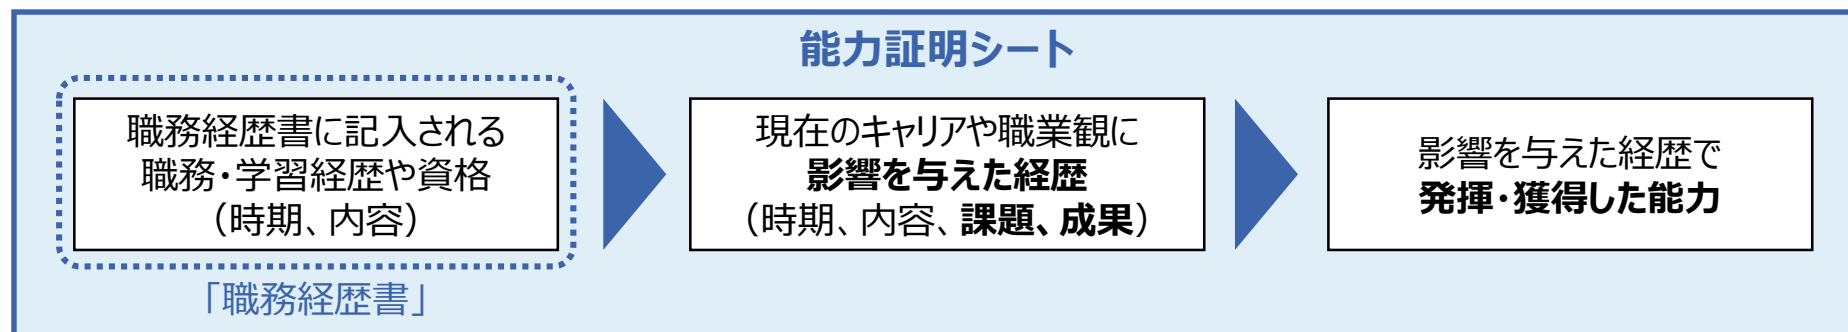 能力証明シート
職務経歴書に記入される
職務・学習経歴や資格
（時期、内容）
「職務経歴書」
現在のキャリアや職業観に
影響を与えた経歴
（時期、内容、課題、成果）
影響を与えた経歴で
発揮・獲得した能力